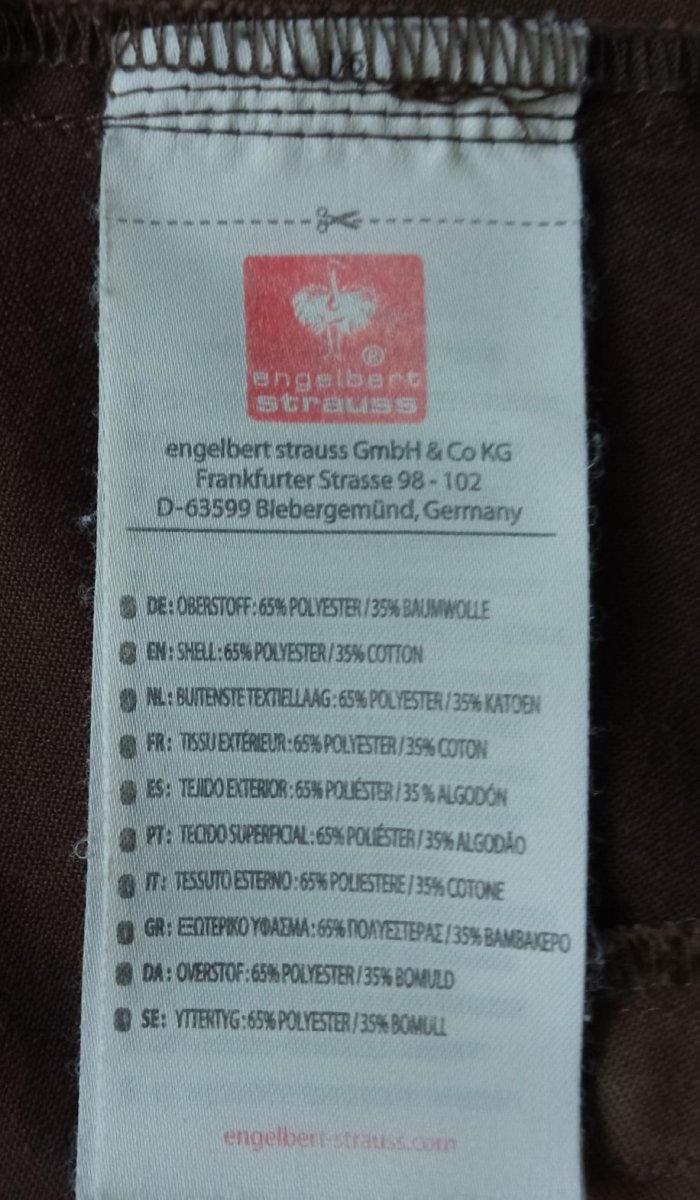 ®
engelbert
strauss
engelbert strauss GmbH & Co KG
Frankfurter Strasse 98 - 102
D-63599 Biebergemünd, Germany
DE: OBERSTOFF: 65% POLYESTER / 35% BAUMWOLLE
EN: SHELL: 65% POLYESTER / 35% COTTON
NL: BUITENSTE TEXTIELLAAG: 65% POLYESTER / 35% KATOEN
FR: TISSU EXTÉRIEUR: 65% POLYESTER / 35% COTON
ES: TEJIDO EXTERIOR: 65% POLIÉSTER / 35 % ALGODÓN
PT: TECIDO SUPERFICIAL: 65% POLIÉSTER / 35% ALGODÃO
IT: TESSUTO ESTERNO: 65% POLIESTERE / 35% COTONE
GR: ΕΞΩΤΕΡΙΚΟ ΥΦΑΣΜΑ: 65% ΠΟΛΥΕΣΤΕΡΑΣ / 35% ΒΑΜΒΑΚΕΡΟ
DA: OVERSTOF: 65% POLYESTER / 35% BOMULD
SE: YTTERTYG: 65% POLYESTER / 35% BOMULL
engelbert-strauss.com